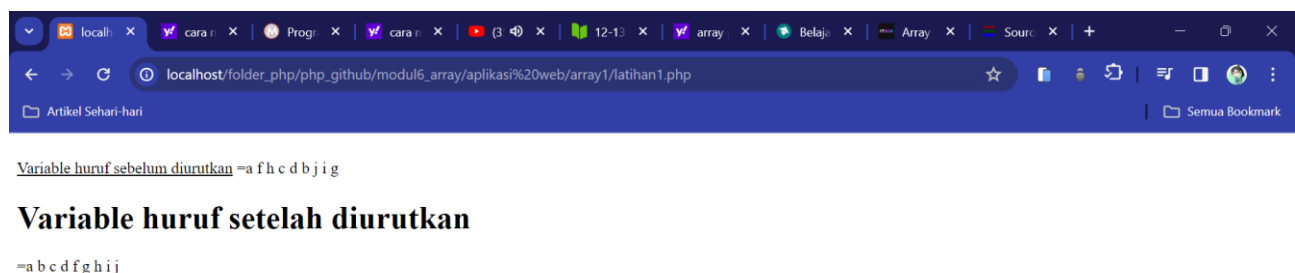 localh
cara n
Progr
cara n
(3
12-13
array
Belaja
Array
Sourc
localhost/folder_php/php_github/modul6_array/aplikasi%20web/array1/latihan1.php
Artikel Sehari-hari
Semua Bookmark
Variable huruf sebelum diurutkan =a f h c d b j i g
Variable huruf setelah diurutkan
=a b c d f g h i j